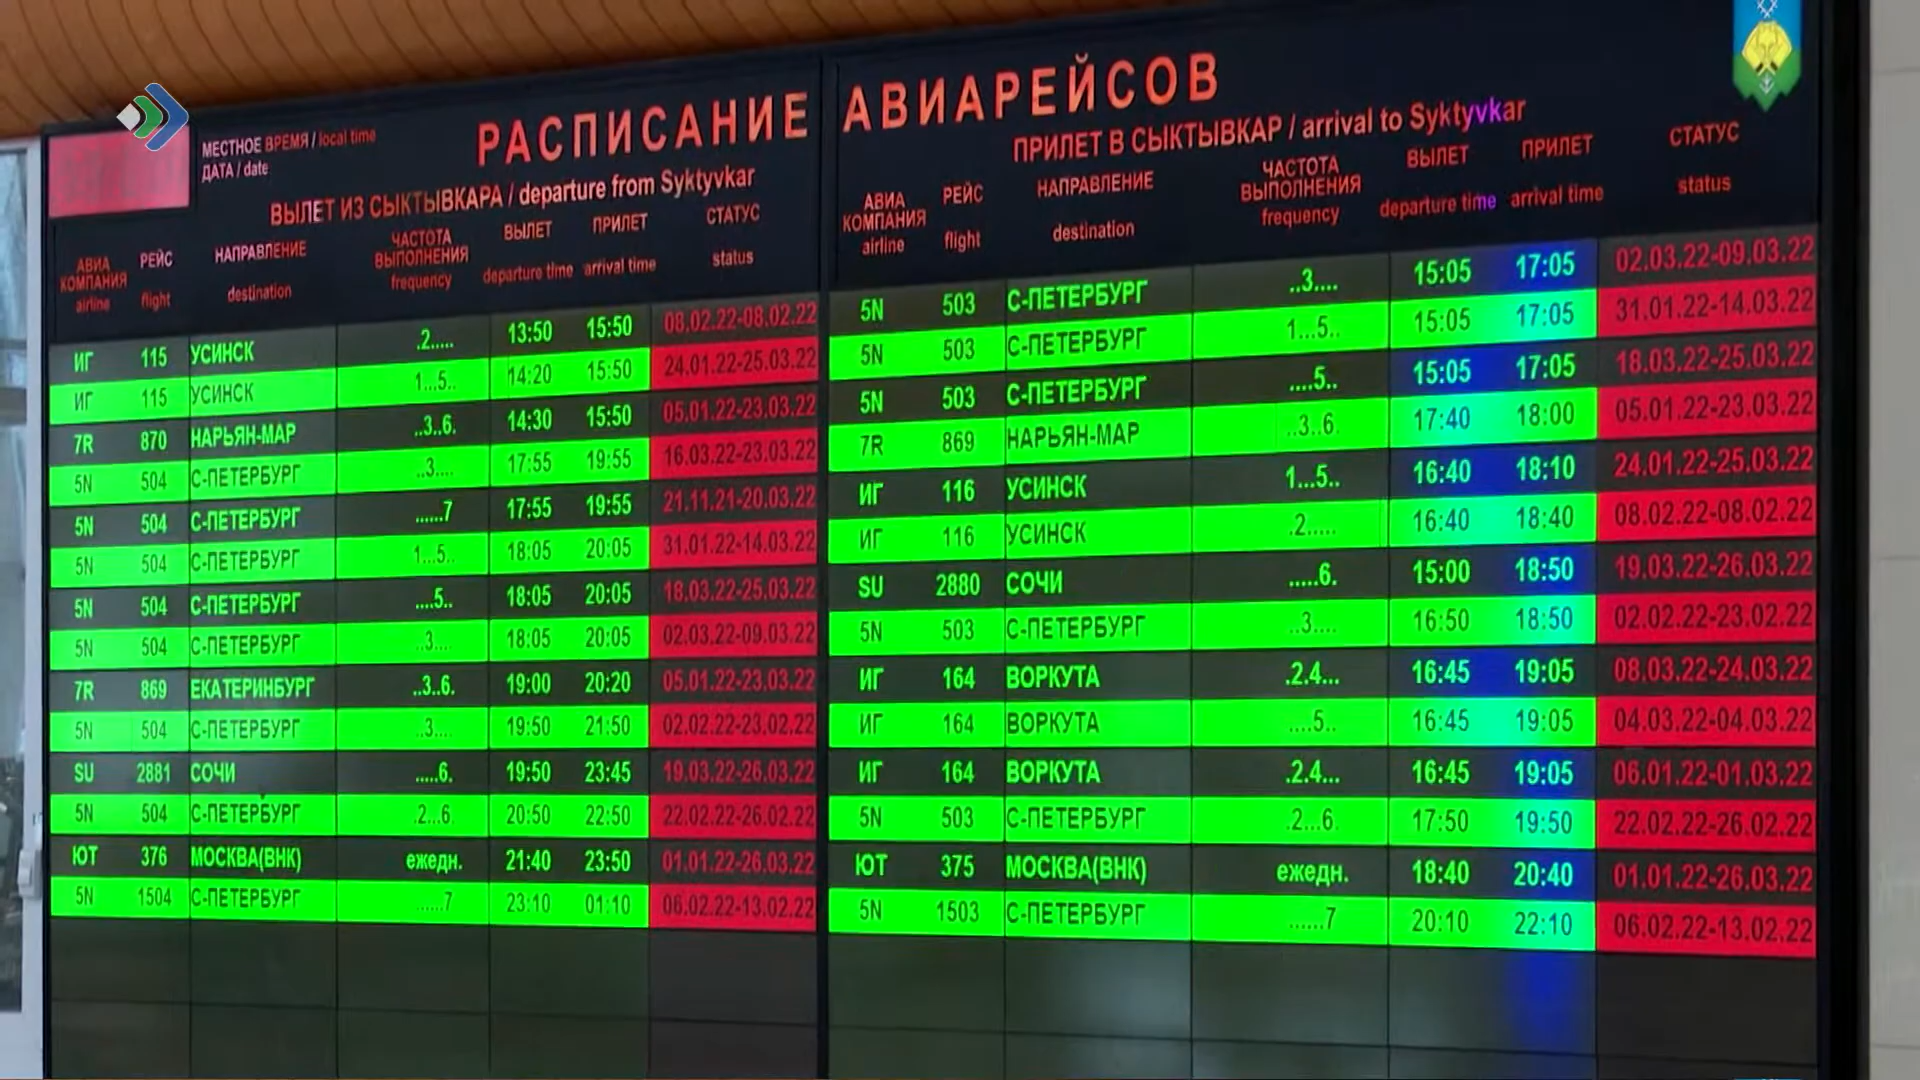 РАСПИСАНИЕ АВИАРЕЙСОВ
МЕСТНОЕ ВРЕМЯ / local time
ДАТА / date
ВЫЛЕТ ИЗ СЫКТЫВКАРА / departure from Syktyvkar
АВИА КОМПАНИЯ airline РЕЙС flight НАПРАВЛЕНИЕ destination ЧАСТОТА ВЫПОЛНЕНИЯ frequency ВЫЛЕТ departure time ПРИЛЕТ arrival time СТАТУС status
ИГ 115 УСИНСК .2..... 13:50 15:50 08.02.22-08.02.22
ИГ 115 УСИНСК 1...5.. 14:20 15:50 24.01.22-25.03.22
7R 870 НАРЬЯН-МАР ..3..6. 14:30 15:50 05.01.22-23.03.22
5N 504 С-ПЕТЕРБУРГ ..3.... 17:55 19:55 16.03.22-23.03.22
5N 504 С-ПЕТЕРБУРГ ......7 17:55 19:55 21.11.21-20.03.22
5N 504 С-ПЕТЕРБУРГ 1...5.. 18:05 20:05 31.01.22-14.03.22
5N 504 С-ПЕТЕРБУРГ ....5.. 18:05 20:05 18.03.22-25.03.22
5N 504 С-ПЕТЕРБУРГ ..3.... 18:05 20:05 02.03.22-09.03.22
7R 869 ЕКАТЕРИНБУРГ ..3..6. 19:00 20:20 05.01.22-23.03.22
5N 504 С-ПЕТЕРБУРГ ..3.... 19:50 21:50 02.02.22-23.02.22
SU 2881 СОЧИ .....6. 19:50 23:45 19.03.22-26.03.22
5N 504 С-ПЕТЕРБУРГ .2...6. 20:50 22:50 22.02.22-26.02.22
ЮТ 376 МОСКВА(ВНК) ежедн. 21:40 23:50 01.01.22-26.03.22
5N 1504 С-ПЕТЕРБУРГ ......7 23:10 01:10 06.02.22-13.02.22
ПРИЛЕТ В СЫКТЫВКАР / arrival to Syktyvkar
АВИА КОМПАНИЯ airline РЕЙС flight НАПРАВЛЕНИЕ destination ЧАСТОТА ВЫПОЛНЕНИЯ frequency ВЫЛЕТ departure time ПРИЛЕТ arrival time СТАТУС status
5N 503 С-ПЕТЕРБУРГ ..3.... 15:05 17:05 02.03.22-09.03.22
5N 503 С-ПЕТЕРБУРГ 1...5.. 15:05 17:05 31.01.22-14.03.22
5N 503 С-ПЕТЕРБУРГ ....5.. 15:05 17:05 18.03.22-25.03.22
7R 869 НАРЬЯН-МАР ..3..6. 17:40 18:00 05.01.22-23.03.22
ИГ 116 УСИНСК 1...5.. 16:40 18:10 24.01.22-25.03.22
ИГ 116 УСИНСК .2..... 16:40 18:40 08.02.22-08.02.22
SU 2880 СОЧИ .....6. 15:00 18:50 19.03.22-26.03.22
5N 503 С-ПЕТЕРБУРГ ..3.... 16:50 18:50 02.02.22-23.02.22
ИГ 164 ВОРКУТА .2.4... 16:45 19:05 08.03.22-24.03.22
ИГ 164 ВОРКУТА ....5.. 16:45 19:05 04.03.22-04.03.22
ИГ 164 ВОРКУТА .2.4... 16:45 19:05 06.01.22-01.03.22
5N 503 С-ПЕТЕРБУРГ .2...6. 17:50 19:50 22.02.22-26.02.22
ЮТ 375 МОСКВА(ВНК) ежедн. 18:40 20:40 01.01.22-26.03.22
5N 1503 С-ПЕТЕРБУРГ ......7 20:10 22:10 06.02.22-13.02.22